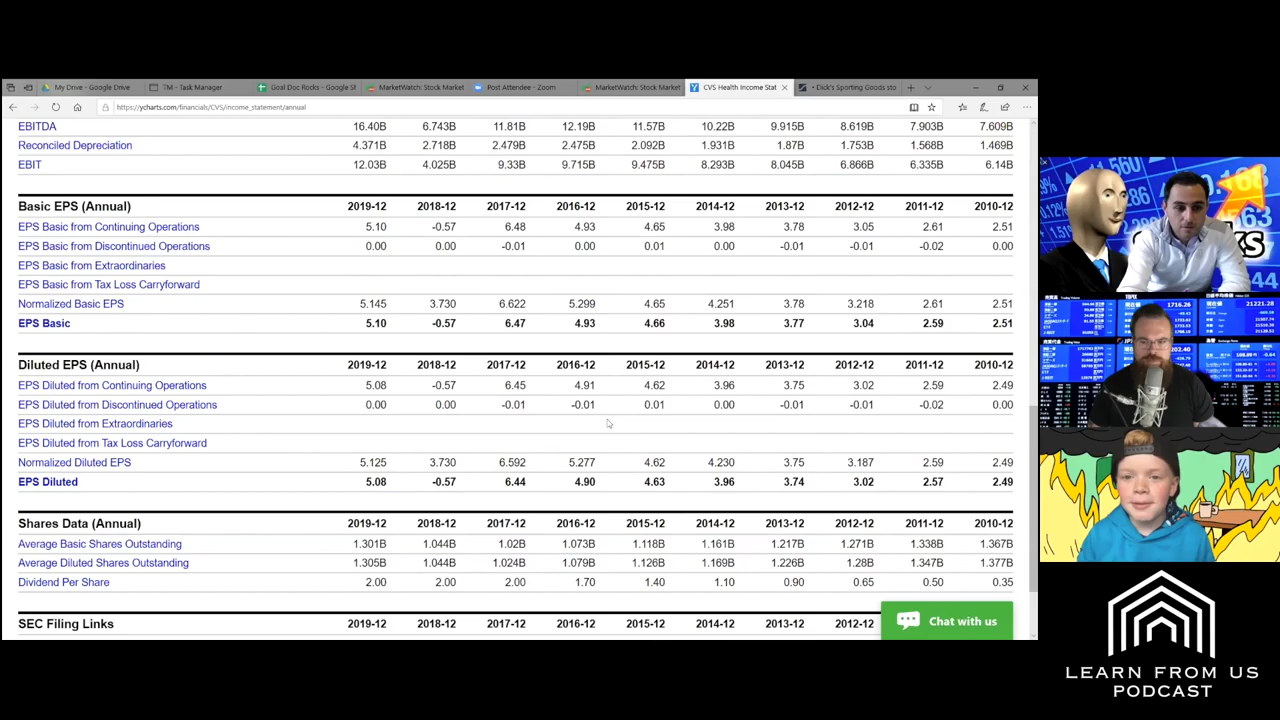 My Drive - Google Drive TM - Task Manager Goal Doc Rocks - Google Sh MarketWatch: Stock Market Post Attendee - Zoom MarketWatch: Stock Market CVS Health Income Stat • Dick's Sporting Goods sto
https://ycharts.com/financials/CVS/income_statement/annual
EBITDA 16.40B 6.743B 11.81B 12.19B 11.57B 10.22B 9.915B 8.619B 7.903B 7.609B
Reconciled Depreciation 4.371B 2.718B 2.479B 2.475B 2.092B 1.931B 1.87B 1.753B 1.568B 1.469B
EBIT 12.03B 4.025B 9.33B 9.715B 9.475B 8.293B 8.045B 6.866B 6.335B 6.14B
Basic EPS (Annual) 2019-12 2018-12 2017-12 2016-12 2015-12 2014-12 2013-12 2012-12 2011-12 2010-12
EPS Basic from Continuing Operations 5.10 -0.57 6.48 4.93 4.65 3.98 3.78 3.05 2.61 2.51
EPS Basic from Discontinued Operations 0.00 0.00 -0.01 0.00 0.01 0.00 -0.01 -0.01 -0.02 0.00
EPS Basic from Extraordinaries
EPS Basic from Tax Loss Carryforward
Normalized Basic EPS 5.145 3.730 6.622 5.299 4.65 4.251 3.78 3.218 2.61 2.51
EPS Basic 5.10 -0.57 6.47 4.93 4.66 3.98 3.77 3.04 2.59 2.51
Diluted EPS (Annual) 2019-12 2018-12 2017-12 2016-12 2015-12 2014-12 2013-12 2012-12 2011-12 2010-12
EPS Diluted from Continuing Operations 5.08 -0.57 6.45 4.91 4.62 3.96 3.75 3.02 2.59 2.49
EPS Diluted from Discontinued Operations 0.00 0.00 -0.01 -0.01 0.01 0.00 -0.01 -0.01 -0.02 0.00
EPS Diluted from Extraordinaries
EPS Diluted from Tax Loss Carryforward
Normalized Diluted EPS 5.125 3.730 6.592 5.277 4.62 4.230 3.75 3.187 2.59 2.49
EPS Diluted 5.08 -0.57 6.44 4.90 4.63 3.96 3.74 3.02 2.57 2.49
Shares Data (Annual) 2019-12 2018-12 2017-12 2016-12 2015-12 2014-12 2013-12 2012-12 2011-12 2010-12
Average Basic Shares Outstanding 1.301B 1.044B 1.02B 1.073B 1.118B 1.161B 1.217B 1.271B 1.338B 1.367B
Average Diluted Shares Outstanding 1.305B 1.044B 1.024B 1.079B 1.126B 1.169B 1.226B 1.28B 1.347B 1.377B
Dividend Per Share 2.00 2.00 2.00 1.70 1.40 1.10 0.90 0.65 0.50 0.35
SEC Filing Links 2019-12 2018-12 2017-12 2016-12 2015-12 2014-12 2013-12 2012-12
Chat with us
TOPIX
1716.26
21221.28
LEARN FROM US
PODCAST